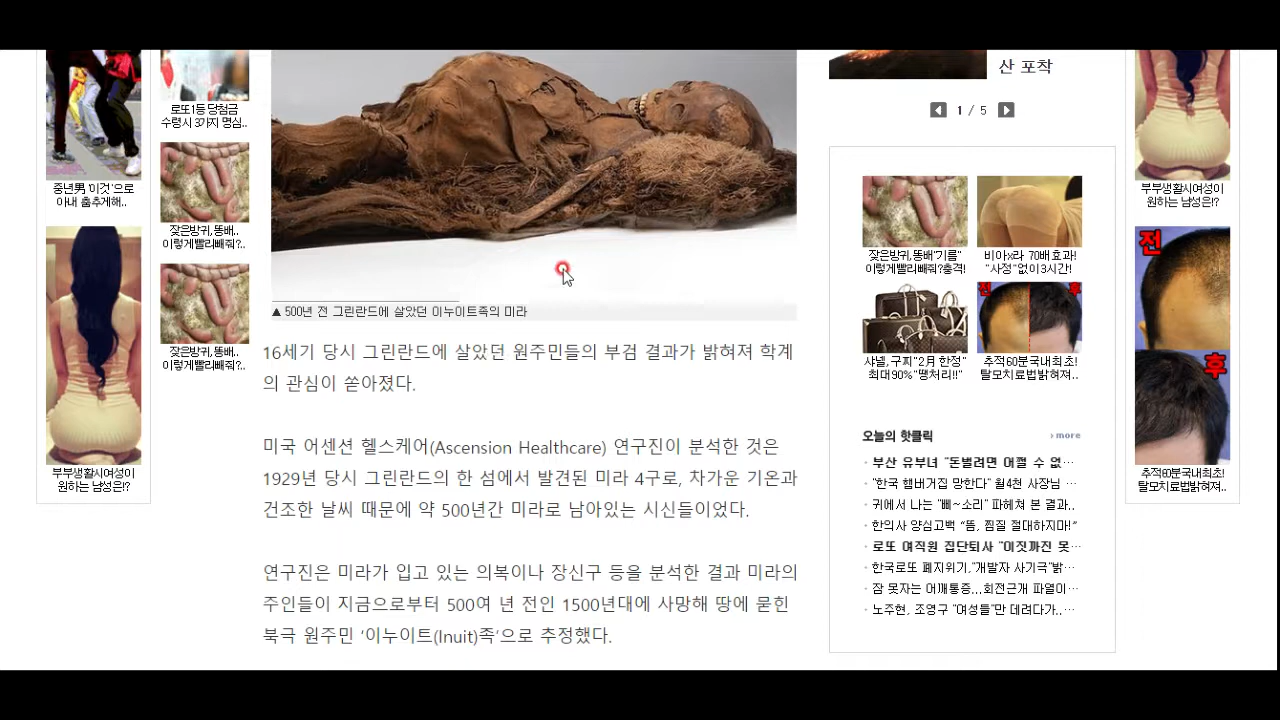 로또1등 당첨금
수령시 3가지 명심..
중년男 '이것'으로
아내 춤추게해..
잦은방귀,똥배..
이렇게빨리빼줘?..
잦은방귀,똥배..
이렇게빨리빼줘?..
부부생활시여성이
원하는 남성은!?
▲ 500년 전 그린란드에 살았던 이누이트족의 미라
16세기 당시 그린란드에 살았던 원주민들의 부검 결과가 밝혀져 학계
의 관심이 쏟아졌다.
미국 어센션 헬스케어(Ascension Healthcare) 연구진이 분석한 것은
1929년 당시 그린란드의 한 섬에서 발견된 미라 4구로, 차가운 기온과
건조한 날씨 때문에 약 500년간 미라로 남아있는 시신들이었다.
연구진은 미라가 입고 있는 의복이나 장신구 등을 분석한 결과 미라의
주인들이 지금으로부터 500여 년 전인 1500년대에 사망해 땅에 묻힌
북극 원주민 '이누이트(Inuit)족'으로 추정했다.
산 포착
1 / 5
잦은방귀,똥배"기름"
이렇게빨리빼줘?충격!
비아x라 70배효과!
"사정"없이3시간!
샤넬,구찌"2月 한정"
최대90%"땡처리!!"
전 후
추적60분국내최초!
탈모치료법밝혀져..
오늘의 핫클릭
more
부산 유부녀 "돈벌려면 어쩔 수 없…
"한국 햄버거집 망한다" 월4천 사장님 …
귀에서 나는 "삐~소리" 파헤쳐 본 결과..
한의사 양심고백 "뜸, 찜질 절대하지마!"
로또 여직원 집단퇴사 "이짓까진 못…
한국로또 폐지위기,"개발자 사기극"밝…
잠 못자는 어깨통증...회전근개 파열이…
노주현, 조영구 "여성들"만 데려다가..…
부부생활시여성이
원하는 남성은!?
전
후
추적60분국내최초!
탈모치료법밝혀져..